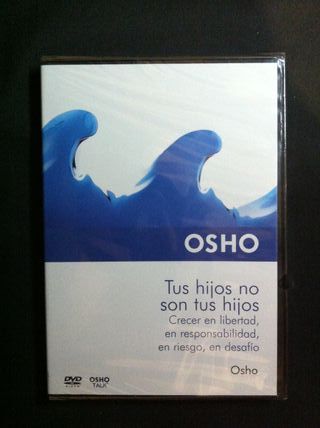 OSHO
Tus hijos no
son tus hijos
Crecer en libertad,
en responsabilidad,
en riesgo, en desafío
Osho
DVD
VIDEO
OSHO
TALK